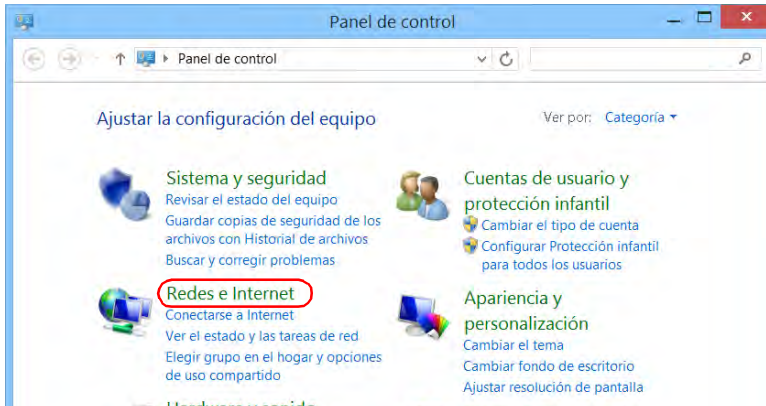 Panel de control
Panel de control
Ajustar la configuración del equipo
Ver por: Categoría
Sistema y seguridad
Revisar el estado del equipo
Guardar copias de seguridad de los
archivos con Historial de archivos
Buscar y corregir problemas
Redes e Internet
Conectarse a Internet
Ver el estado y las tareas de red
Elegir grupo en el hogar y opciones
de uso compartido
Cuentas de usuario y
protección infantil
Cambiar el tipo de cuenta
Configurar Protección infantil
para todos los usuarios
Apariencia y
personalización
Cambiar el tema
Cambiar fondo de escritorio
Ajustar resolución de pantalla